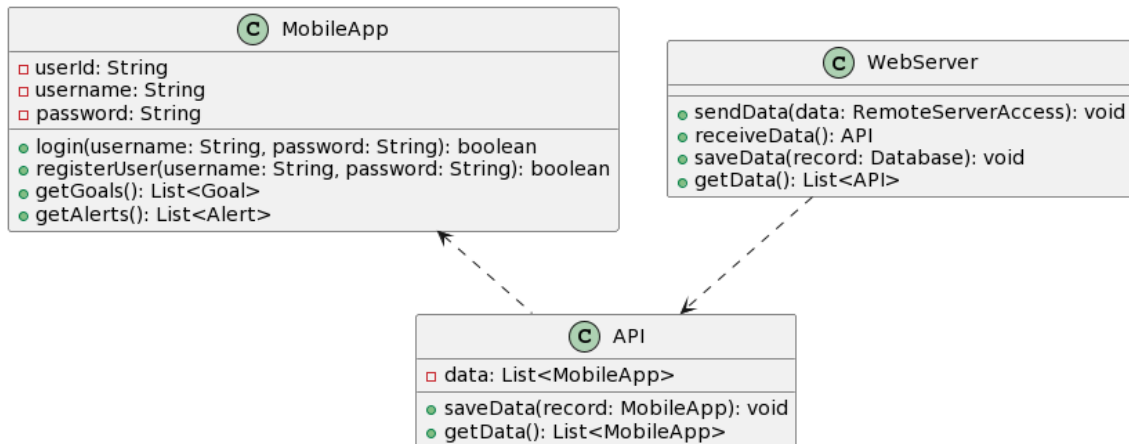 C MobileApp
userId: String
username: String
password: String
login(username: String, password: String): boolean
registerUser(username: String, password: String): boolean
getGoals(): List<Goal>
getAlerts(): List<Alert>
C WebServer
sendData(data: RemoteServerAccess): void
receiveData(): API
saveData(record: Database): void
getData(): List<API>
C API
data: List<MobileApp>
saveData(record: MobileApp): void
getData(): List<MobileApp>